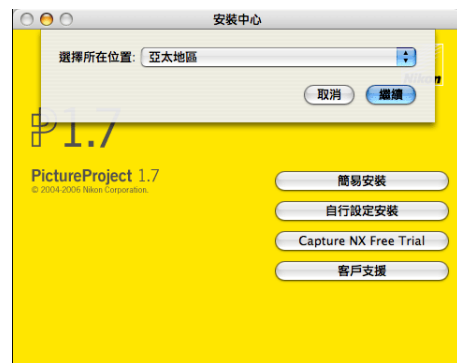 安裝中心
選擇所在位置: 亞太地區
取消 繼續
Nikon
P1.7
PictureProject 1.7
© 2004-2006 Nikon Corporation.
簡易安裝
自行設定安裝
Capture NX Free Trial
客戶支援